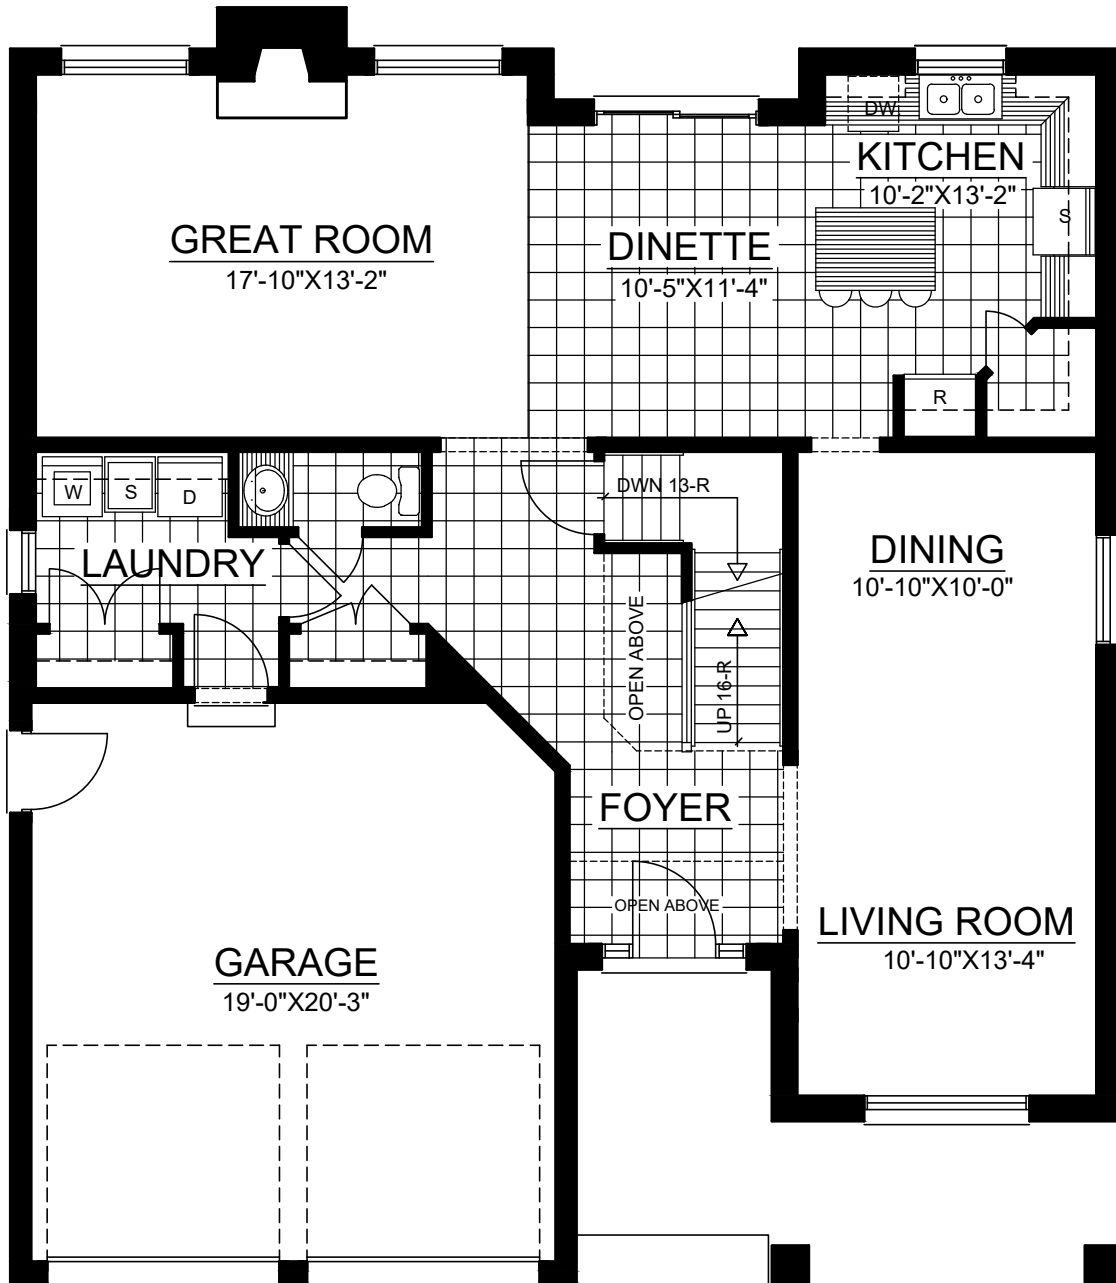 GREAT ROOM
17'-10"X13'-2"
DINETTE
10'-5"X11'-4"
DW
KITCHEN
10'-2"X13'-2"
S
R
W
S
D
LAUNDRY
DWN 13-R
OPEN ABOVE
UP 16-R
DINING
10'-10"X10'-0"
FOYER
OPEN ABOVE
LIVING ROOM
10'-10"X13'-4"
GARAGE
19'-0"X20'-3"